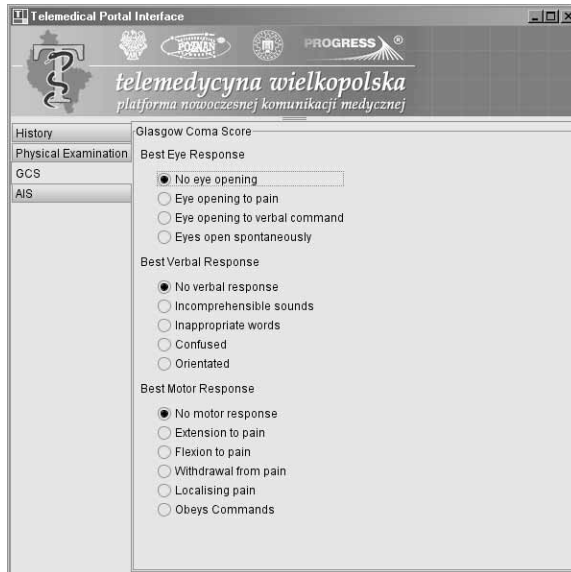 Telemedical Portal Interface
POZNAŃ
PROGRESS ®
telemedycyna wielkopolska
platforma nowoczesnej komunikacji medycznej
History
Physical Examination
GCS
AIS
Glasgow Coma Score
Best Eye Response
No eye opening
Eye opening to pain
Eye opening to verbal command
Eyes open spontaneously
Best Verbal Response
No verbal response
Incomprehensible sounds
Inappropriate words
Confused
Orientated
Best Motor Response
No motor response
Extension to pain
Flexion to pain
Withdrawal from pain
Localising pain
Obeys Commands